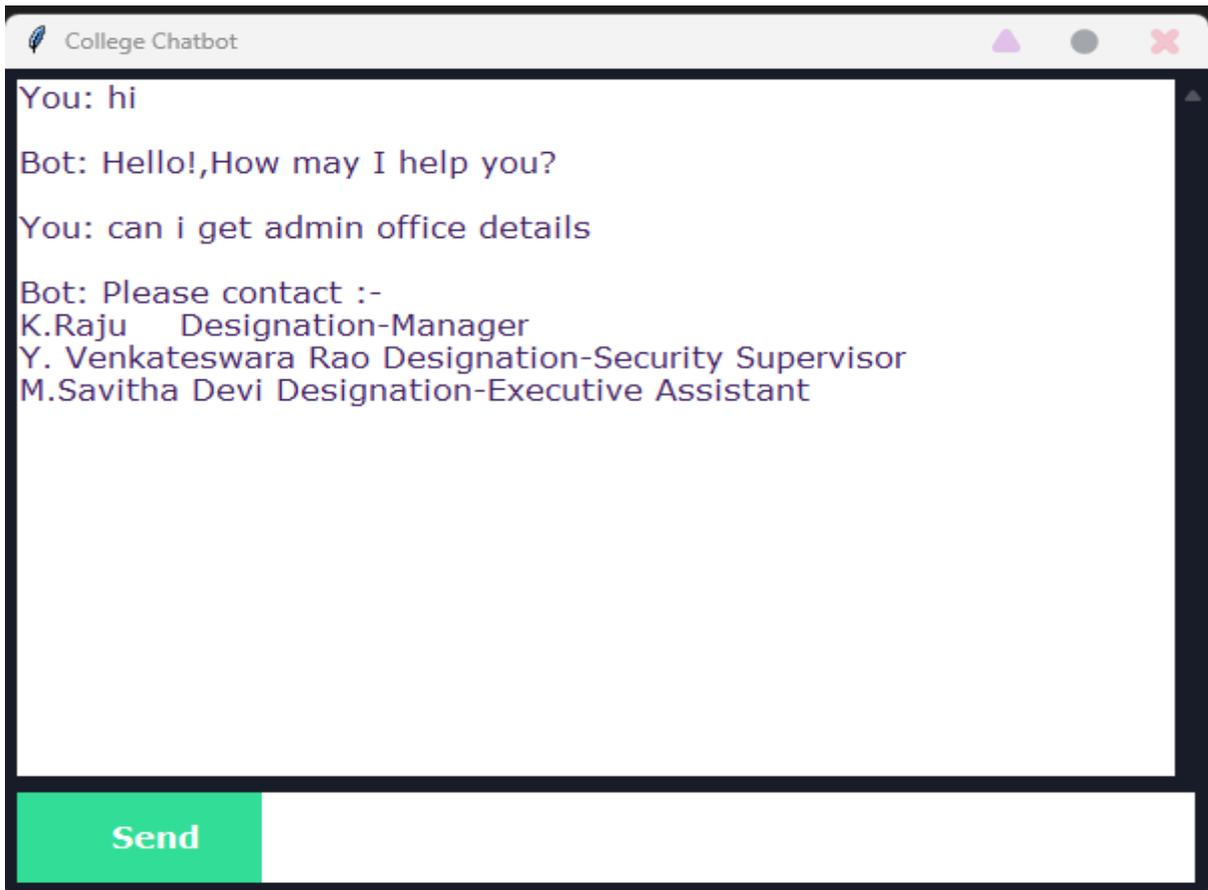 College Chatbot
You: hi
Bot: Hello!,How may I help you?
You: can i get admin office details
Bot: Please contact :-
K.Raju    Designation-Manager
Y. Venkateswara Rao Designation-Security Supervisor
M.Savitha Devi Designation-Executive Assistant
Send